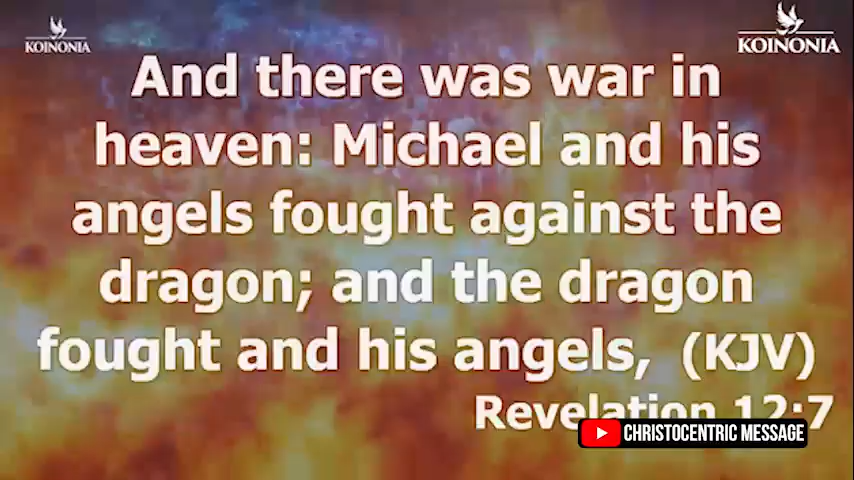 KOINONIA
KOINONIA
And there was war in
heaven: Michael and his
angels fought against the
dragon; and the dragon
fought and his angels, (KJV)
Revelation 12:7
CHRISTOCENTRIC MESSAGE